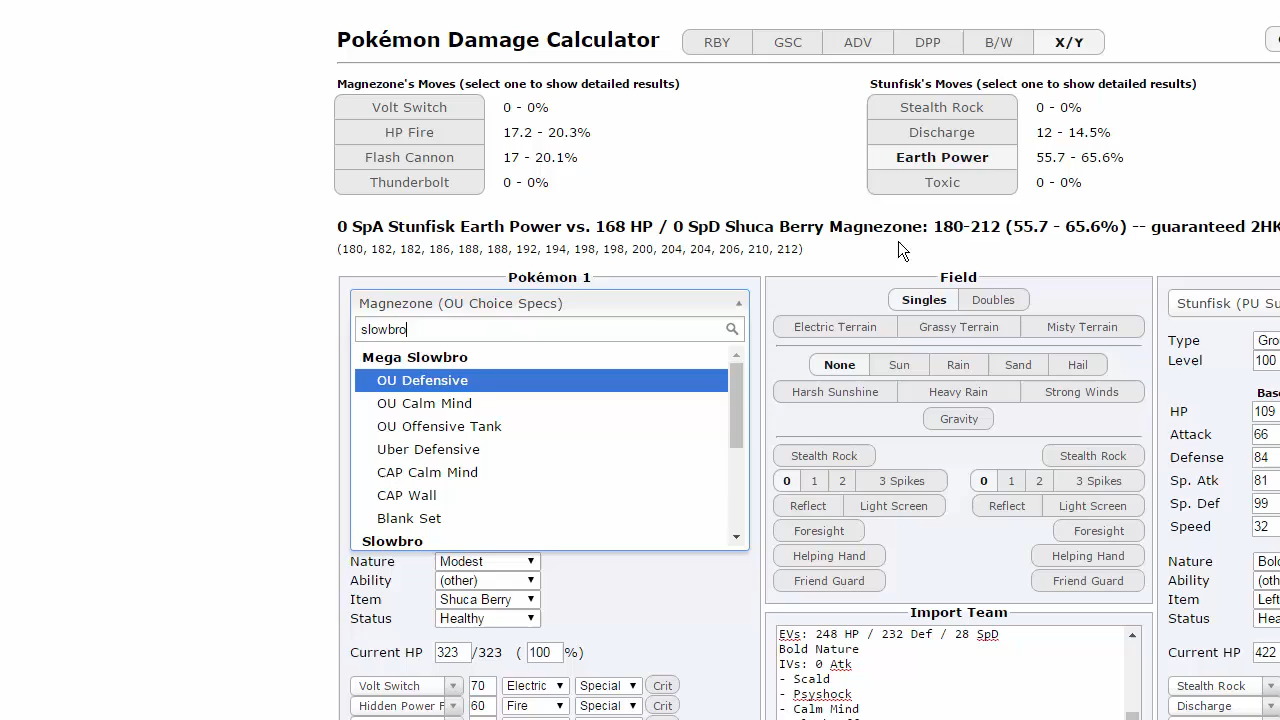 Pokémon Damage Calculator RBY GSC ADV DPP B/W X/Y
Magnezone's Moves (select one to show detailed results)
Volt Switch 0 - 0%
HP Fire 17.2 - 20.3%
Flash Cannon 17 - 20.1%
Thunderbolt 0 - 0%
Stunfisk's Moves (select one to show detailed results)
Stealth Rock 0 - 0%
Discharge 12 - 14.5%
Earth Power 55.7 - 65.6%
Toxic 0 - 0%
0 SpA Stunfisk Earth Power vs. 168 HP / 0 SpD Shuca Berry Magnezone: 180-212 (55.7 - 65.6%) -- guaranteed 2HK
(180, 182, 182, 186, 188, 188, 192, 194, 198, 198, 200, 204, 204, 206, 210, 212)
Pokémon 1
Magnezone (OU Choice Specs)
slowbro
Mega Slowbro
OU Defensive
OU Calm Mind
OU Offensive Tank
Uber Defensive
CAP Calm Mind
CAP Wall
Blank Set
Slowbro
Nature Modest
Ability (other)
Item Shuca Berry
Status Healthy
Current HP 323/323 ( 100 %)
Volt Switch 70 Electric Special Crit
Hidden Power F 60 Fire Special Crit
Field
Singles Doubles
Electric Terrain Grassy Terrain Misty Terrain
None Sun Rain Sand Hail
Harsh Sunshine Heavy Rain Strong Winds
Gravity
Stealth Rock Stealth Rock
0 1 2 3 Spikes 0 1 2 3 Spikes
Reflect Light Screen Reflect Light Screen
Foresight Foresight
Helping Hand Helping Hand
Friend Guard Friend Guard
Import Team
EVs: 248 HP / 232 Def / 28 SpD
Bold Nature
IVs: 0 Atk
- Scald
- Psyshock
- Calm Mind
Stunfisk (PU Su
Type Gro
Level 100
Bas
HP 109
Attack 66
Defense 84
Sp. Atk 81
Sp. Def 99
Speed 32
Nature Bol
Ability (oth
Item Left
Status Hea
Current HP 422
Stealth Rock
Discharge